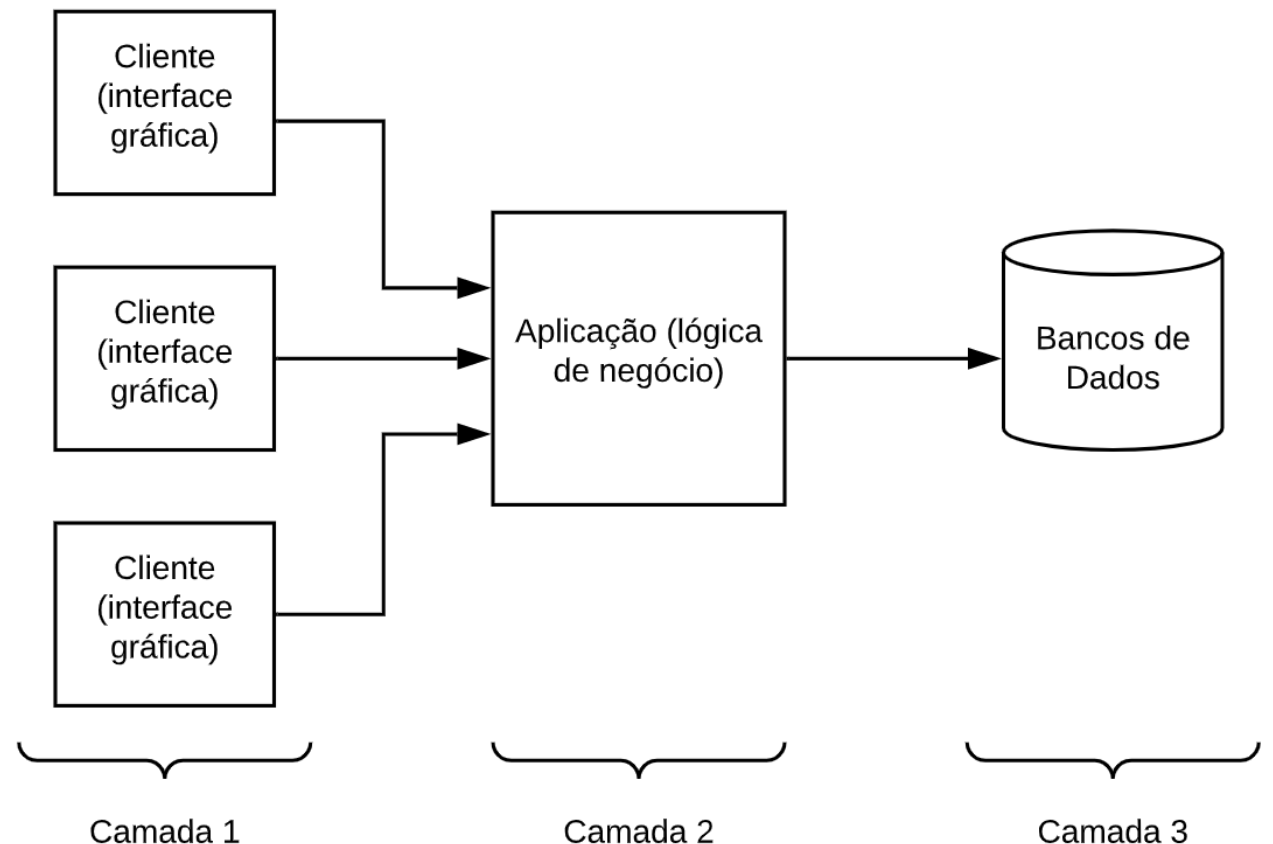 Cliente
(interface
gráfica)
Cliente
(interface
gráfica)
Cliente
(interface
gráfica)
Aplicação (lógica
de negócio)
Bancos de
Dados
Camada 1
Camada 2
Camada 3